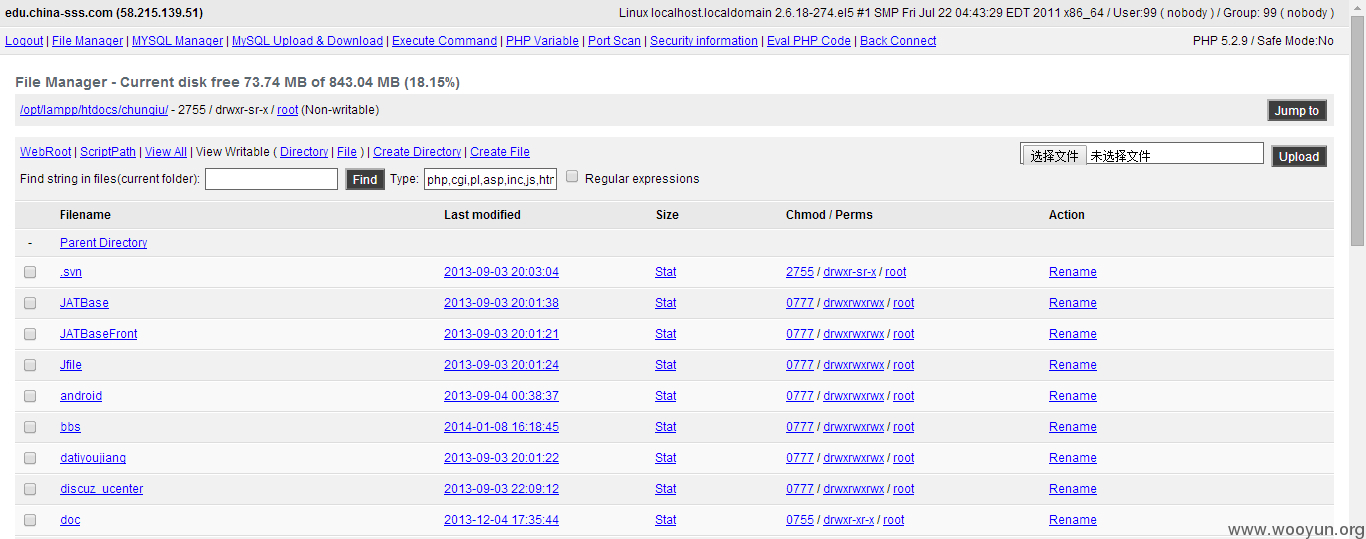 edu.china-sss.com (58.215.139.51) Linux localhost.localdomain 2.6.18-274.el5 #1 SMP Fri Jul 22 04:43:29 EDT 2011 x86_64 / User:99 ( nobody ) / Group: 99 ( nobody )
Logout | File Manager | MYSQL Manager | MySQL Upload & Download | Execute Command | PHP Variable | Port Scan | Security information | Eval PHP Code | Back Connect PHP 5.2.9 / Safe Mode:No
File Manager - Current disk free 73.74 MB of 843.04 MB (18.15%)
/opt/lampp/htdocs/chunqiu/ - 2755 / drwxr-sr-x / root (Non-writable) Jump to
WebRoot | ScriptPath | View All | View Writable ( Directory | File ) | Create Directory | Create File 选择文件 未选择文件 Upload
Find string in files(current folder): Find Type: php,cgi,pl,asp,inc,js,htr Regular expressions
Filename Last modified Size Chmod / Perms Action
- Parent Directory
.svn 2013-09-03 20:03:04 Stat 2755 / drwxr-sr-x / root Rename
JATBase 2013-09-03 20:01:38 Stat 0777 / drwxrwxrwx / root Rename
JATBaseFront 2013-09-03 20:01:21 Stat 0777 / drwxrwxrwx / root Rename
Jfile 2013-09-03 20:01:24 Stat 0777 / drwxrwxrwx / root Rename
android 2013-09-04 00:38:37 Stat 0777 / drwxrwxrwx / root Rename
bbs 2014-01-08 16:18:45 Stat 0777 / drwxrwxrwx / root Rename
datiyoujiang 2013-09-03 20:01:22 Stat 0777 / drwxrwxrwx / root Rename
discuz_ucenter 2013-09-03 22:09:12 Stat 0777 / drwxrwxrwx / root Rename
doc 2013-12-04 17:35:44 Stat 0755 / drwxr-xr-x / root Rename
www.wooyun.org